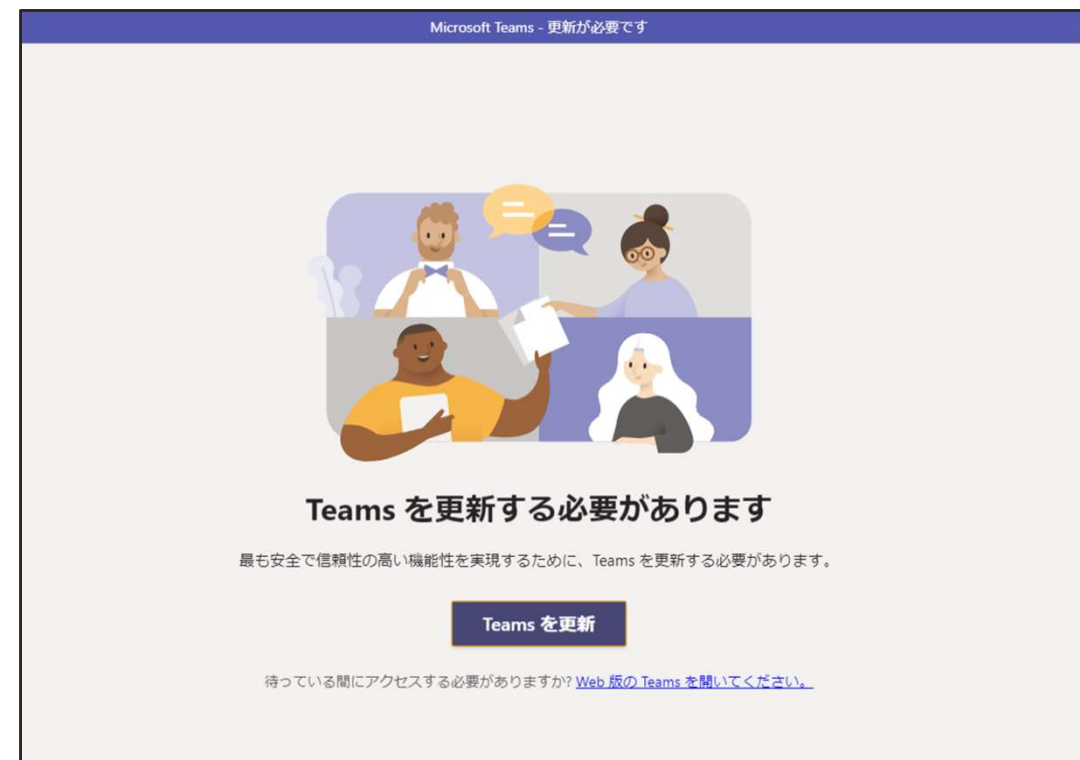 Microsoft Teams - 更新が必要です
Teams を更新する必要があります
最も安全で信頼性の高い機能性を実現するために、Teams を更新する必要があります。
Teams を更新
待っている間にアクセスする必要がありますか? Web 版の Teams を開いてください。